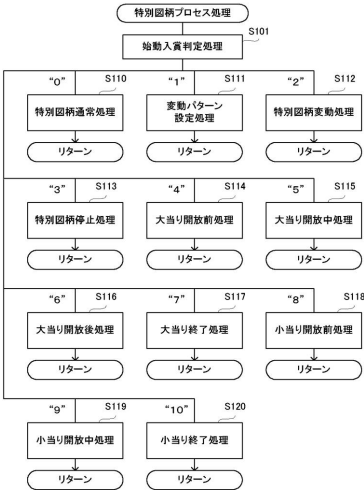 特別図柄プロセス処理
S101
始動入賞判定処理
“0” S110 “1” S111 “2” S112
特別図柄通常処理 変動パターン 特別図柄変動処理
設定処理
リターン リターン リターン
“3” S113 “4” S114 “5” S115
特別図柄停止処理 大当り開放前処理 大当り開放中処理
リターン リターン リターン
“6” S116 “7” S117 “8” S118
大当り開放後処理 大当り終了処理 小当り開放前処理
リターン リターン リターン
“9” S119 “10” S120
小当り開放中処理 小当り終了処理
リターン リターン